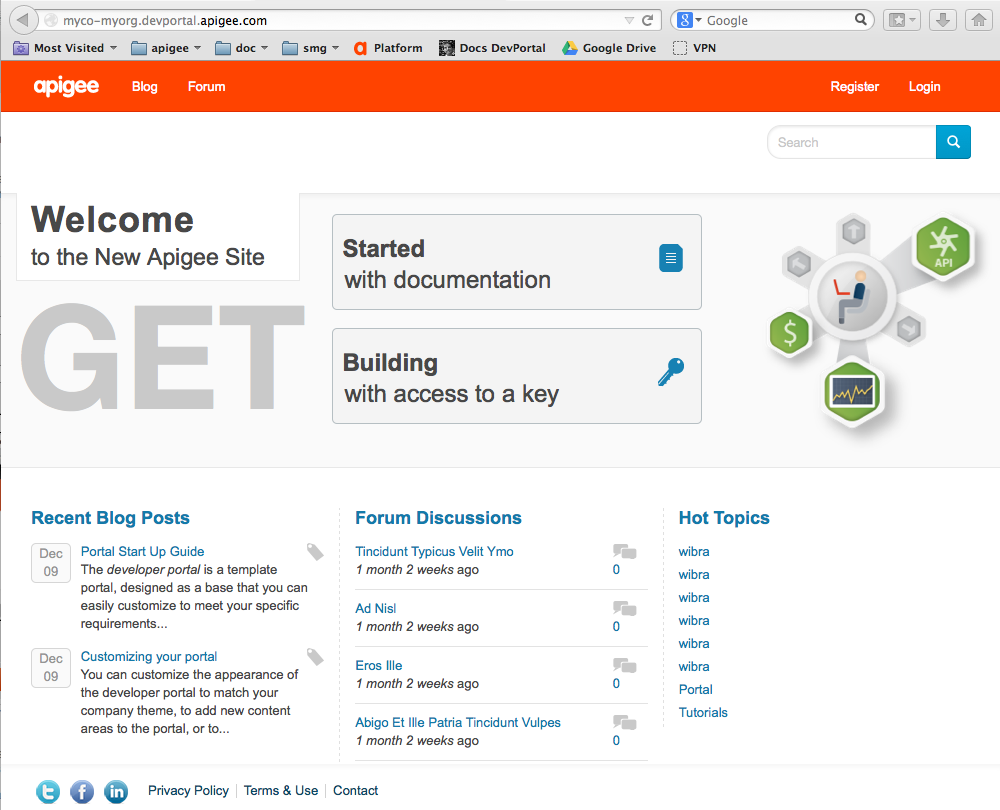 myco-myorg.devportal.apigee.com
8 Google
Most Visited apigee doc smg Platform Docs DevPortal Google Drive VPN
apigee Blog Forum Register Login
Search
Welcome
to the New Apigee Site
GET
Started
with documentation
Building
with access to a key
API
$
Recent Blog Posts
Dec
09
Portal Start Up Guide
The developer portal is a template
portal, designed as a base that you can
easily customize to meet your specific
requirements...
Dec
09
Customizing your portal
You can customize the appearance of
the developer portal to match your
company theme, to add new content
areas to the portal, or to...
Forum Discussions
Tincidunt Typicus Velit Ymo
1 month 2 weeks ago 0
Ad Nisl
1 month 2 weeks ago 0
Eros Ille
1 month 2 weeks ago 0
Abigo Et Ille Patria Tincidunt Vulpes
1 month 2 weeks ago 0
Hot Topics
wibra
wibra
wibra
wibra
wibra
wibra
Portal
Tutorials
t f in Privacy Policy Terms & Use Contact